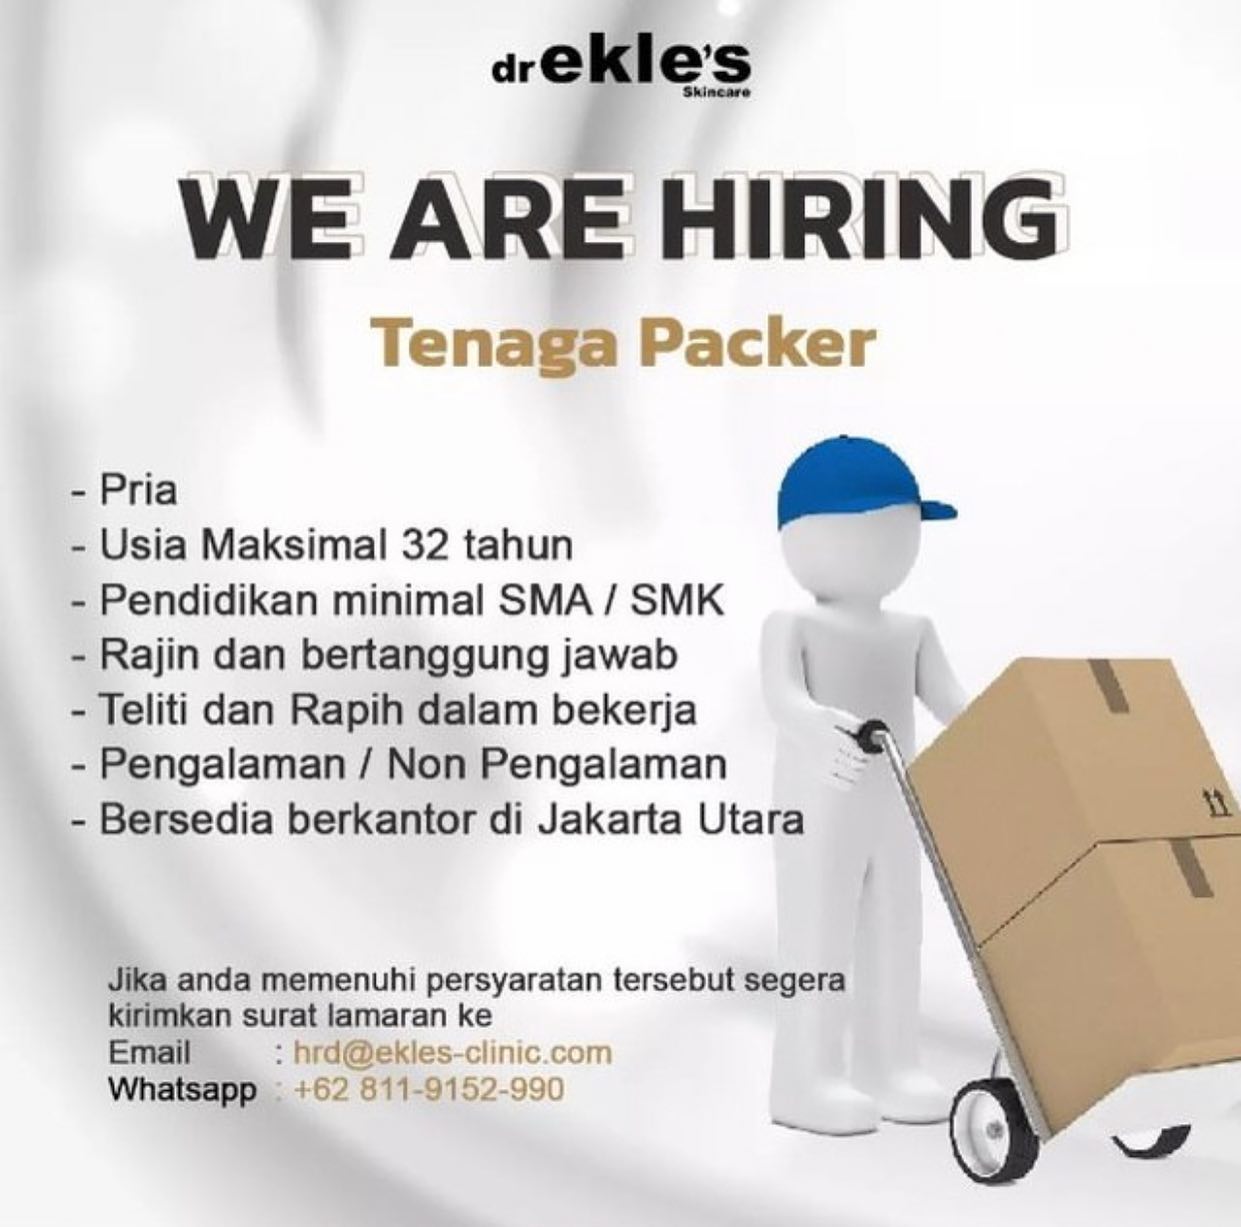 dr ekle's
Skincare
WE ARE HIRING
Tenaga Packer
- Pria
- Usia Maksimal 32 tahun
- Pendidikan minimal SMA / SMK
- Rajin dan bertanggung jawab
- Teliti dan Rapih dalam bekerja
- Pengalaman / Non Pengalaman
- Bersedia berkantor di Jakarta Utara
Jika anda memenuhi persyaratan tersebut segera
kirimkan surat lamaran ke
Email : hrd@ekles-clinic.com
Whatsapp : +62 811-9152-990